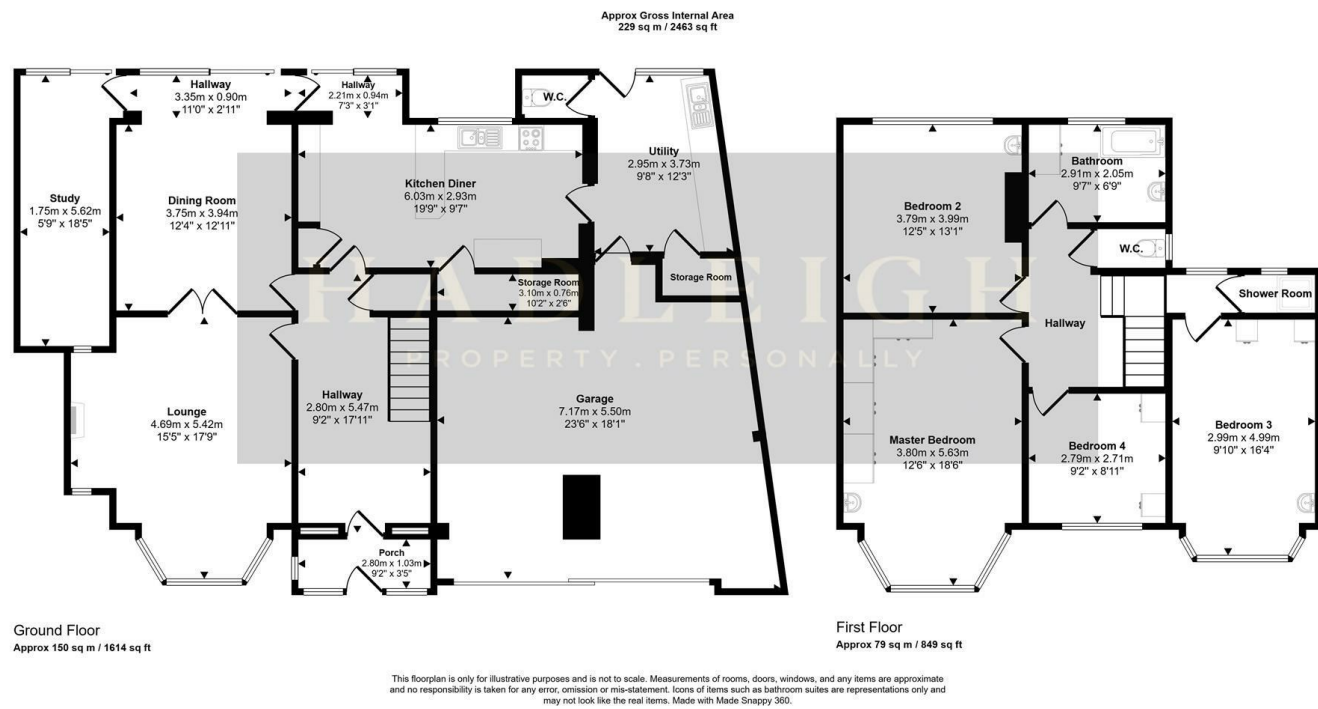 Approx Gross Internal Area
229 sq m / 2463 sq ft
Hallway
3.35m x 0.90m
11'0" x 2'11"
Hallway
2.21m x 0.94m
7'3" x 3'1"
W.C.
Utility
2.95m x 3.73m
9'8" x 12'3"
Study
1.75m x 5.62m
5'9" x 18'5"
Dining Room
3.75m x 3.94m
12'4" x 12'11"
Kitchen Diner
6.03m x 2.93m
19'9" x 9'7"
Storage Room
3.10m x 0.76m
10'2" x 2'6"
Storage Room
Lounge
4.69m x 5.42m
15'5" x 17'9"
Hallway
2.80m x 5.47m
9'2" x 17'11"
Garage
7.17m x 5.50m
23'6" x 18'1"
Porch
2.80m x 1.03m
9'2" x 3'5"
Bedroom 2
3.79m x 3.99m
12'5" x 13'1"
Bathroom
2.91m x 2.05m
9'7" x 6'9"
W.C.
Shower Room
Hallway
Master Bedroom
3.80m x 5.63m
12'6" x 18'6"
Bedroom 4
2.79m x 2.71m
9'2" x 8'11"
Bedroom 3
2.99m x 4.99m
9'10" x 16'4"
HADLEIGH
PROPERTY. PERSONALLY
Ground Floor
Approx 150 sq m / 1614 sq ft
First Floor
Approx 79 sq m / 849 sq ft
This floorplan is only for illustrative purposes and is not to scale. Measurements of rooms, doors, windows, and any items are approximate
and no responsibility is taken for any error, omission or mis-statement. Icons of items such as bathroom suites are representations only and
may not look like the real items. Made with Made Snappy 360.